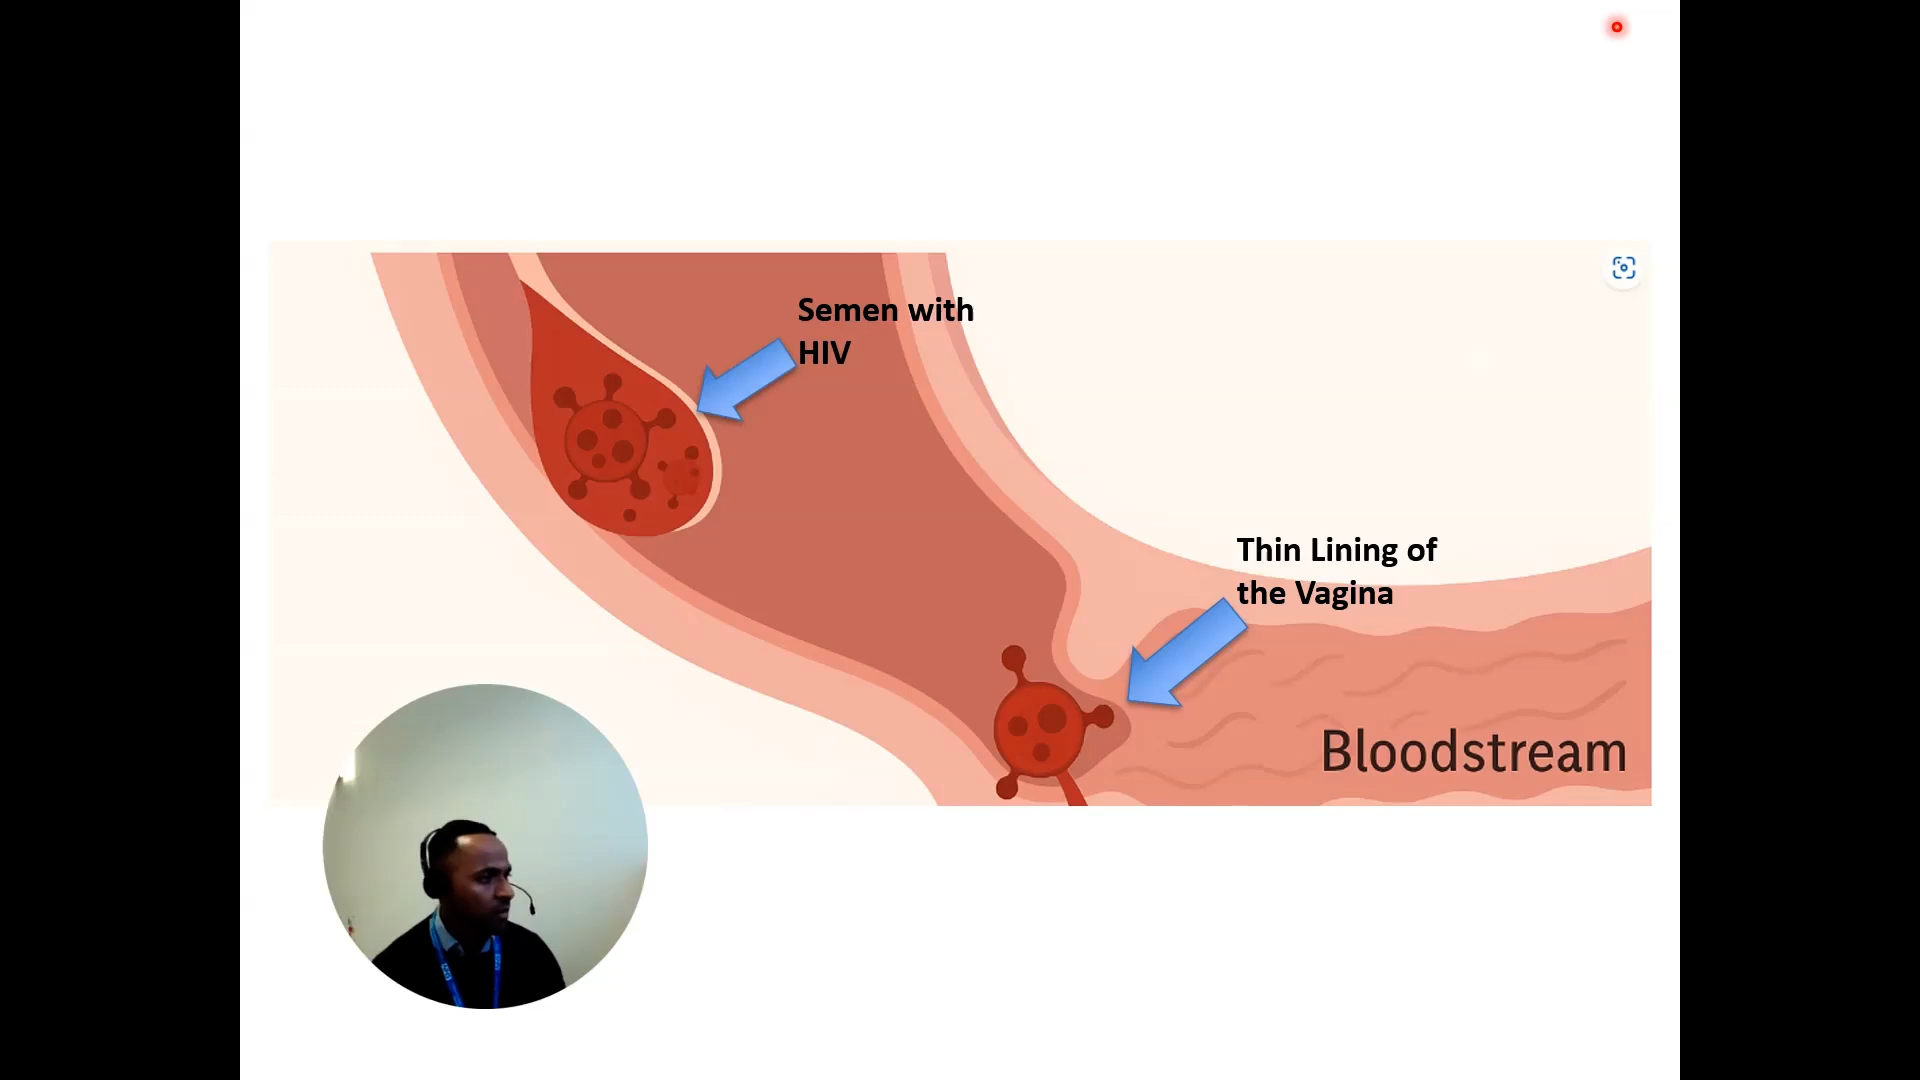 Semen with
HIV
Thin Lining of
the Vagina
Bloodstream